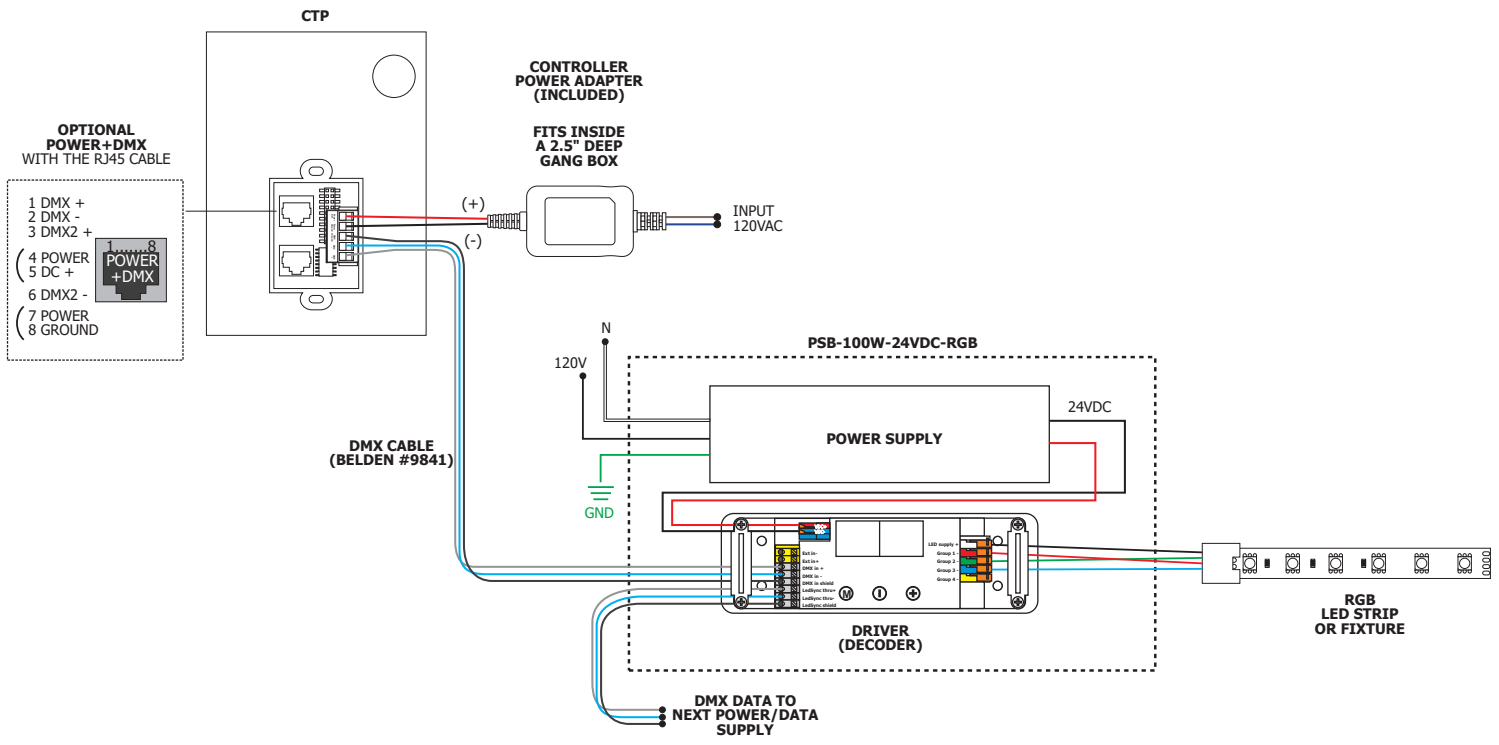 CTP
CONTROLLER
POWER ADAPTER
(INCLUDED)
FITS INSIDE
A 2.5" DEEP
GANG BOX
OPTIONAL
POWER+DMX
WITH THE RJ45 CABLE
1 DMX +
2 DMX -
3 DMX2 +
4 POWER
5 DC +
6 DMX2 -
7 POWER
8 GROUND
1......8
POWER
+DMX
(+)
(-)
INPUT
120VAC
N
120V
PSB-100W-24VDC-RGB
24VDC
POWER SUPPLY
GND
DMX CABLE
(BELDEN #9841)
Ext in-
Ext in+
DMX in +
DMX in -
DMX in shield
LedSync thru+
LedSync thru-
LedSync shield
M
LED supply +
Group 1 -
Group 2 -
Group 3 -
Group 4 -
DRIVER
(DECODER)
RGB
LED STRIP
OR FIXTURE
DMX DATA TO
NEXT POWER/DATA
SUPPLY